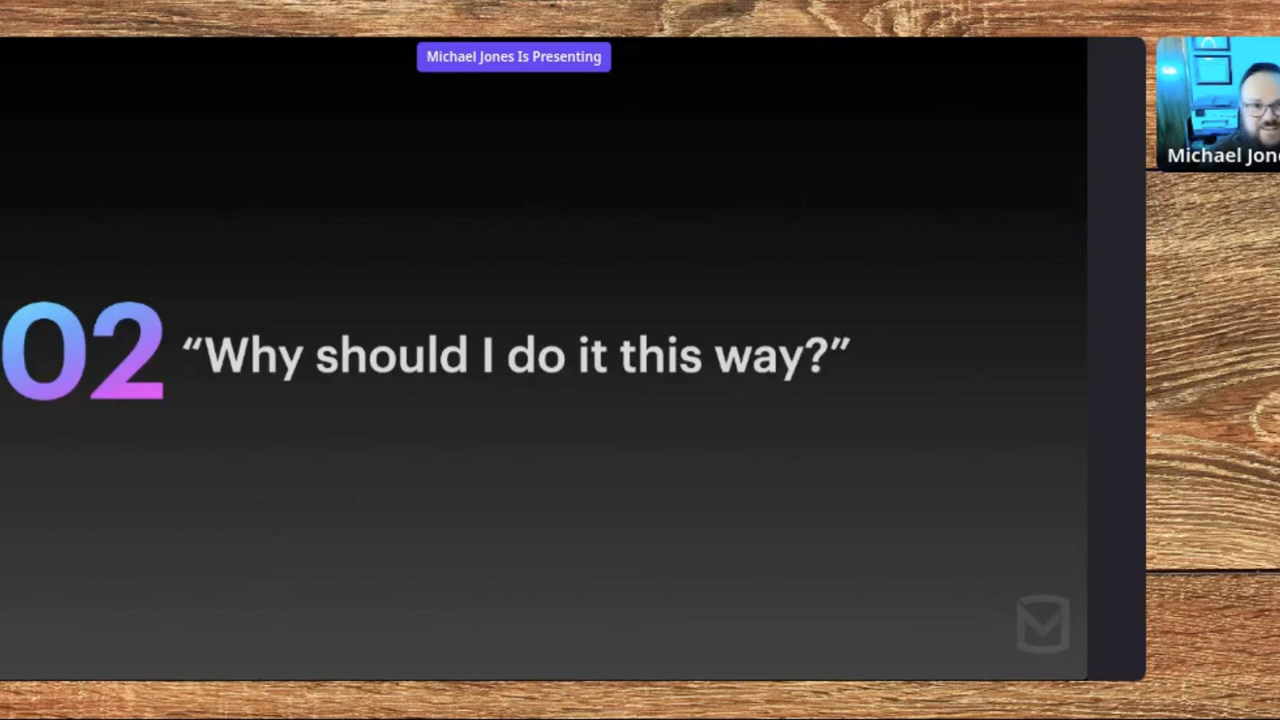 Michael Jones Is Presenting
Michael Jon
02 “Why should I do it this way?”